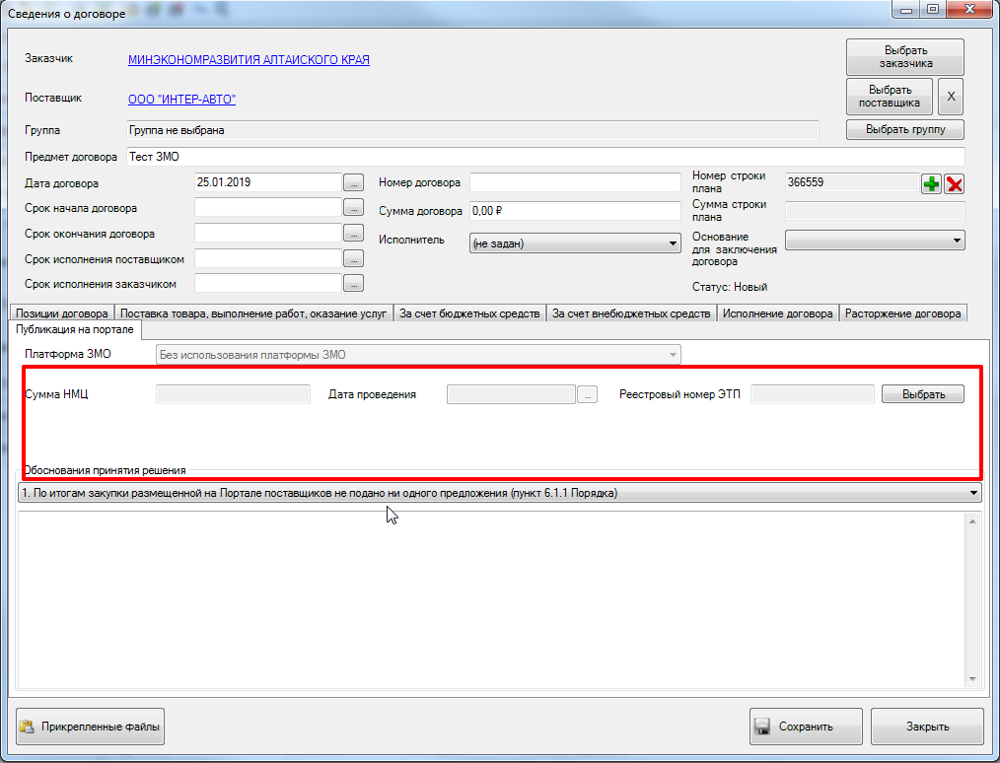 Сведения о договоре
Заказчик МИНЭКОНОМРАЗВИТИЯ АЛТАЙСКОГО КРАЯ Выбрать заказчика
Поставщик ООО "ИНТЕР-АВТО" Выбрать поставщика X
Группа Группа не выбрана Выбрать группу
Предмет договора Тест ЗМО
Дата договора 25.01.2019 ... Номер договора Номер строки плана 366559
Срок начала договора ... Сумма договора 0,00 ₽ Сумма строки плана
Срок окончания договора ... Исполнитель (не задан) Основание для заключения договора
Срок исполнения поставщиком ...
Срок исполнения заказчиком ... Статус: Новый
Позиции договора Поставка товара, выполнение работ, оказание услуг За счет бюджетных средств За счет внебюджетных средств Исполнение договора Расторжение договора
Публикация на портале
Платформа ЗМО Без использования платформы ЗМО
Сумма НМЦ Дата проведения ... Реестровый номер ЭТП Выбрать
Обоснования принятия решения
1. По итогам закупки размещенной на Портале поставщиков не подано ни одного предложения (пункт 6.1.1 Порядка)
Прикрепленные файлы Сохранить Закрыть